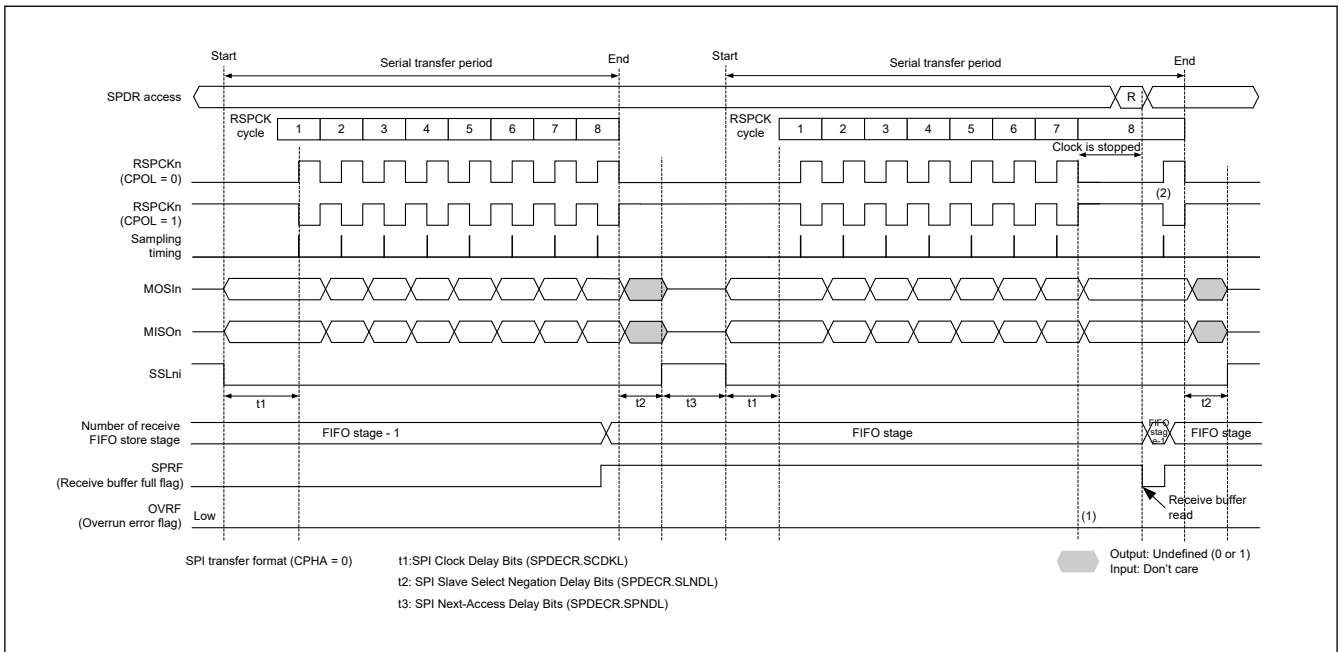 Start
Serial transfer period
End
Start
Serial transfer period
End
SPDR access
R
RSPCK
cycle
1 2 3 4 5 6 7 8
RSPCK
cycle
1 2 3 4 5 6 7 8
Clock is stopped
RSPCKn
(CPOL = 0)
(2)
RSPCKn
(CPOL = 1)
Sampling
timing
MOSIn
MISOn
SSLni
t1
t2
t3
t1
t2
Number of receive
FIFO store stage
FIFO stage - 1
FIFO stage
FIFO
stag
e-1
FIFO stage
SPRF
(Receive buffer full flag)
Receive buffer
read
OVRF
(Overrun error flag)
Low
(1)
SPI transfer format (CPHA = 0)
t1:SPI Clock Delay Bits (SPDECR.SCDKL)
t2: SPI Slave Select Negation Delay Bits (SPDECR.SLNDL)
t3: SPI Next-Access Delay Bits (SPDECR.SPNDL)
Output: Undefined (0 or 1)
Input: Don't care